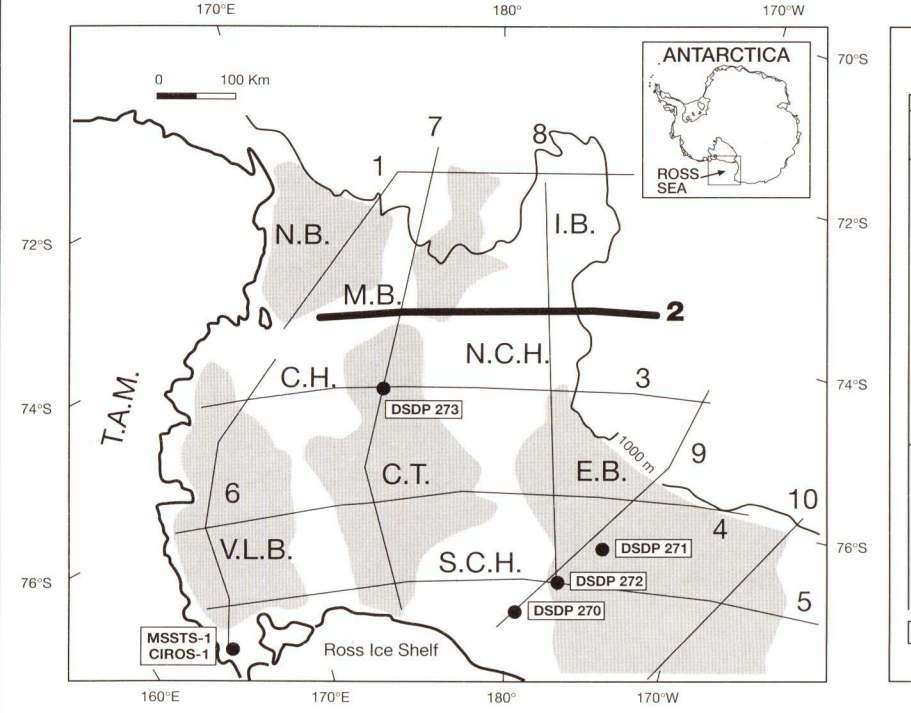 170°E 180° 170°W
0 100 Km
ANTARCTICA
ROSS
SEA
70°S
7
8
1
72°S
N.B.
I.B.
72°S
M.B.
2
N.C.H.
C.H.
3
74°S
T.A.M.
DSDP 273
74°S
1000 m
9
C.T.
E.B.
6
10
4
V.L.B.
DSDP 271
76°S
S.C.H.
DSDP 272
76°S
5
DSDP 270
MSSTS-1
CIROS-1
Ross Ice Shelf
160°E 170°E 180° 170°W